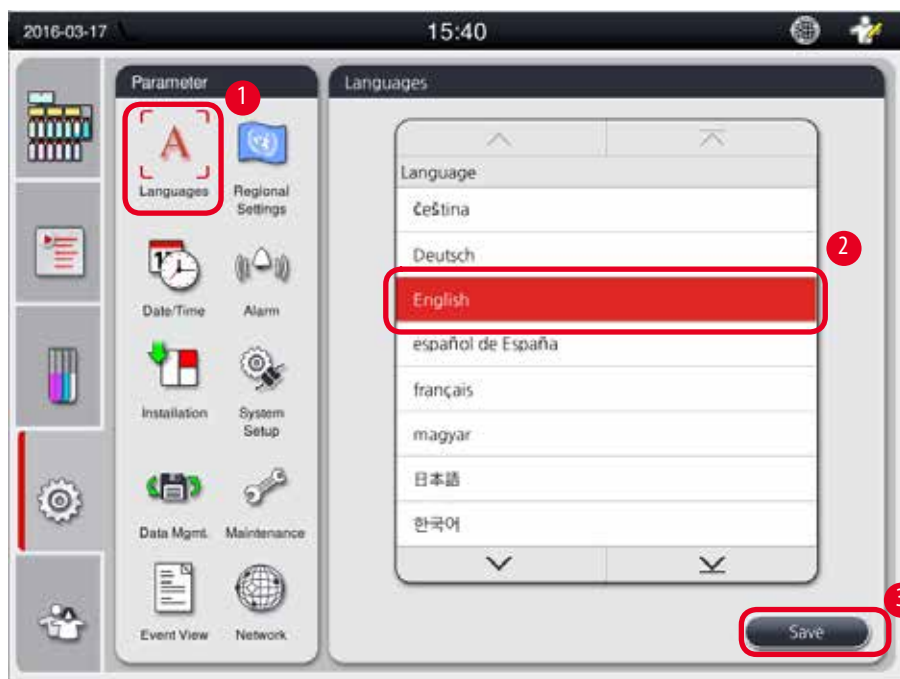 2016-03-17
15:40
Parameter
1
Languages
A
Languages
Regional
Settings
Date/Time
Alarm
Installation
System
Setup
Data Mgmt.
Maintenance
Event View
Network
Language
čeština
Deutsch
2
English
español de España
français
magyar
日本語
한국어
3
Save